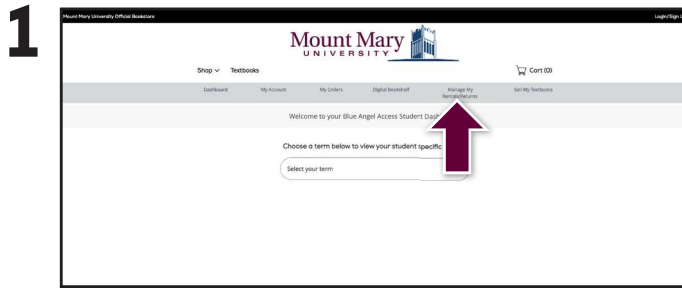 1
Mount Mary University Official Bookstore
Login/Sign
Mount Mary
UNIVERSITY
Shop Textbooks
Cart (0)
Dashboard My Account My Orders Digital Bookshelf Manage My Rentals/Returns Sell My Textbooks
Welcome to your Blue Angel Access Student
Choose a term below to view your student
Select your term